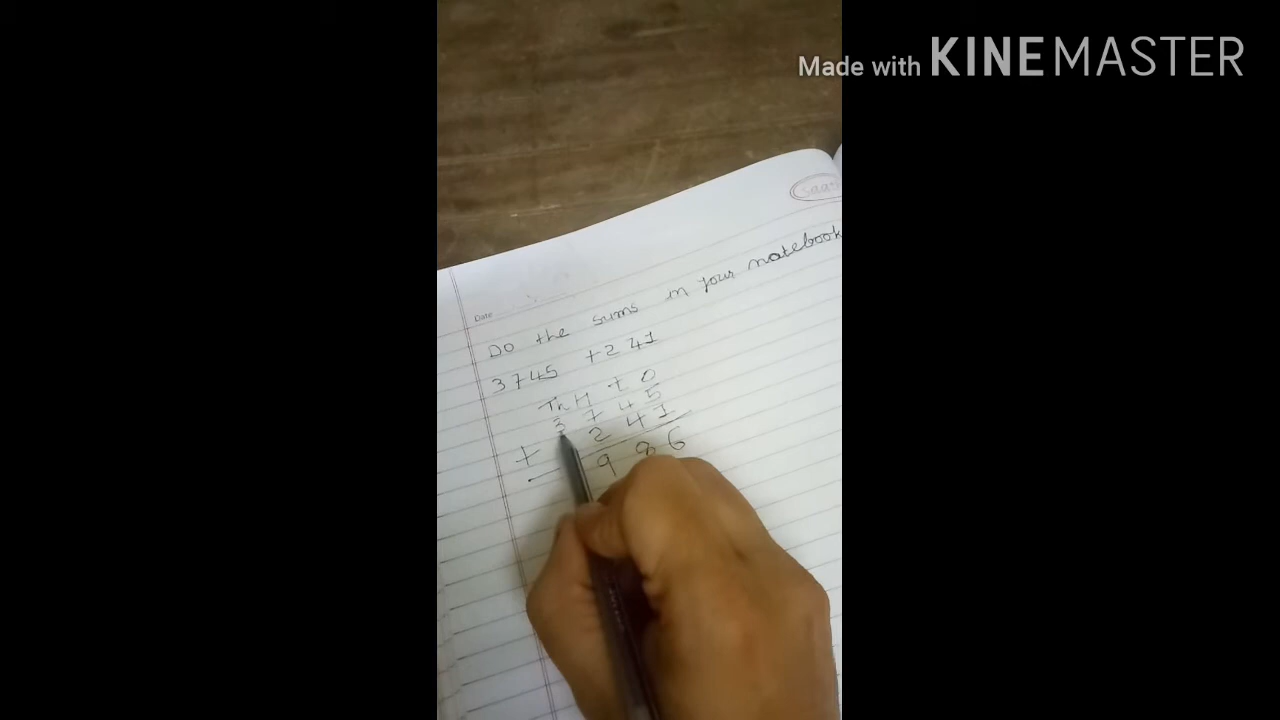 Made with KINEMASTER
Date
Do the sums in your notebook
3745 +241
Th H T O
3 7 4 5
+ 2 4 1
9 8 6